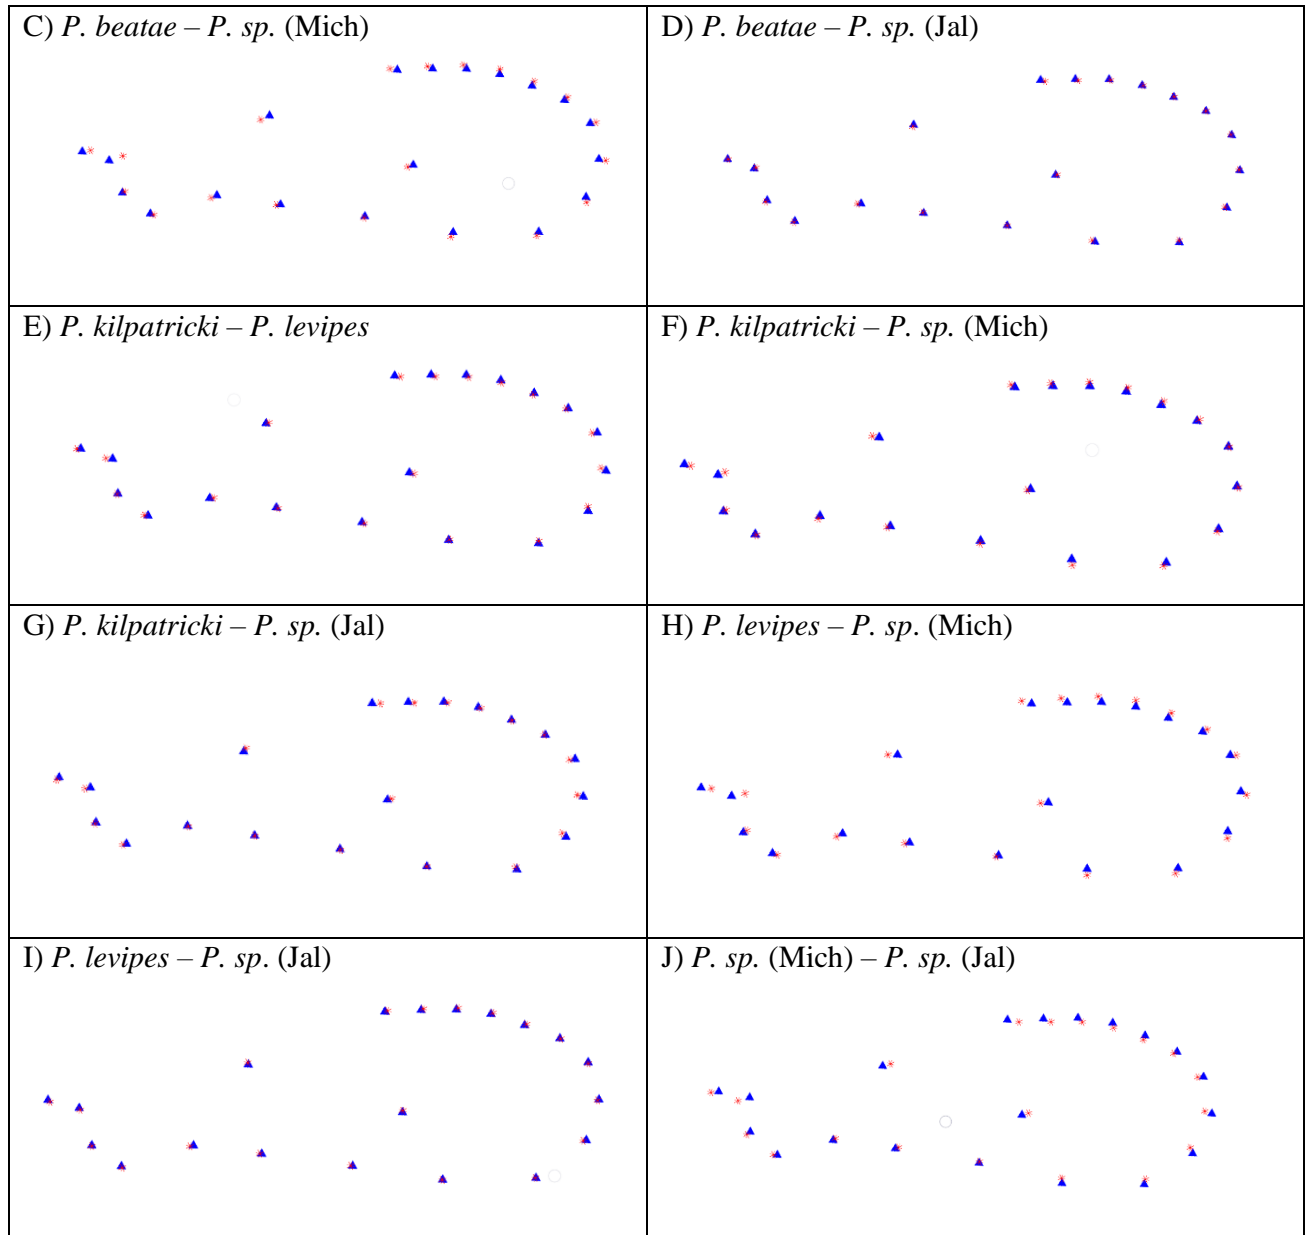 C) P. beatae – P. sp. (Mich)
D) P. beatae – P. sp. (Jal)
E) P. kilpatricki – P. levipes
F) P. kilpatricki – P. sp. (Mich)
G) P. kilpatricki – P. sp. (Jal)
H) P. levipes – P. sp. (Mich)
I) P. levipes – P. sp. (Jal)
J) P. sp. (Mich) – P. sp. (Jal)